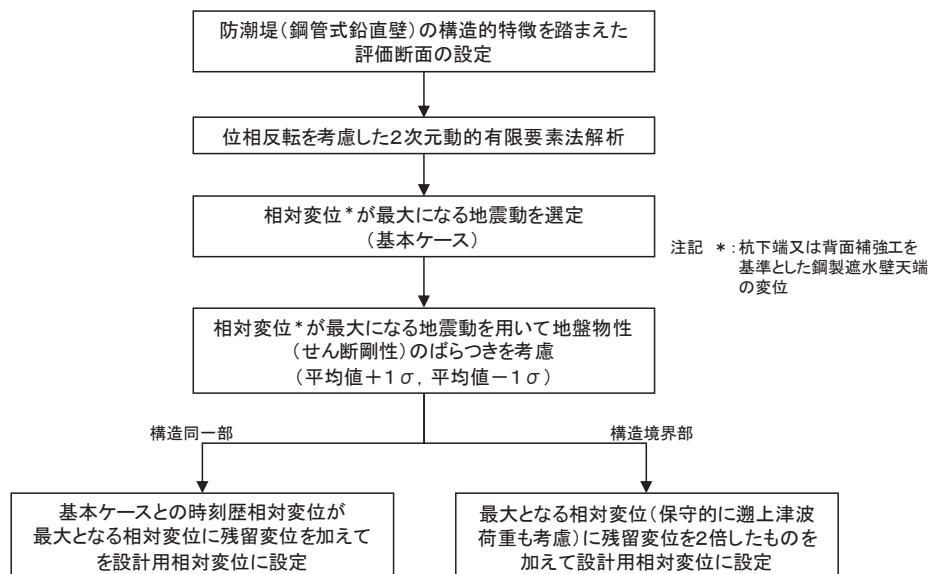 防潮堤（鋼管式鉛直壁）の構造的特徴を踏まえた
評価断面の設定
位相反転を考慮した２次元動的有限要素法解析
相対変位＊が最大になる地震動を選定
（基本ケース）
注記　＊：杭下端又は背面補強工を
基準とした鋼製遮水壁天端
の変位
相対変位＊が最大になる地震動を用いて地盤物性
（せん断剛性）のばらつきを考慮
（平均値＋１σ，平均値－１σ）
構造同一部
構造境界部
基本ケースとの時刻歴相対変位が
最大となる相対変位に残留変位を加えて
を設計用相対変位に設定
最大となる相対変位（保守的に遡上津波
荷重も考慮）に残留変位を２倍したものを
加えて設計用相対変位に設定